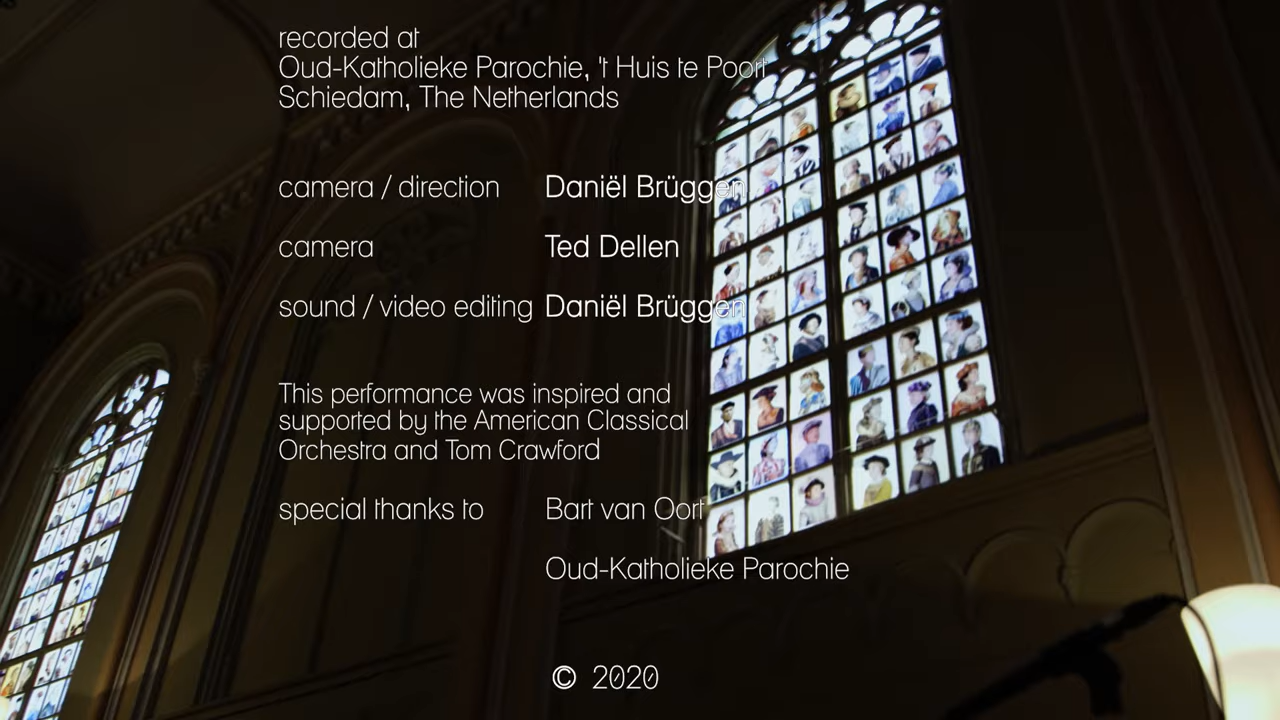 recorded at
Oud-Katholieke Parochie, 't Huis te Poort
Schiedam, The Netherlands
camera / direction Daniël Brüggen
camera Ted Dellen
sound / video editing Daniël Brüggen
This performance was inspired and
supported by the American Classical
Orchestra and Tom Crawford
special thanks to Bart van Oort
Oud-Katholieke Parochie
© 2020